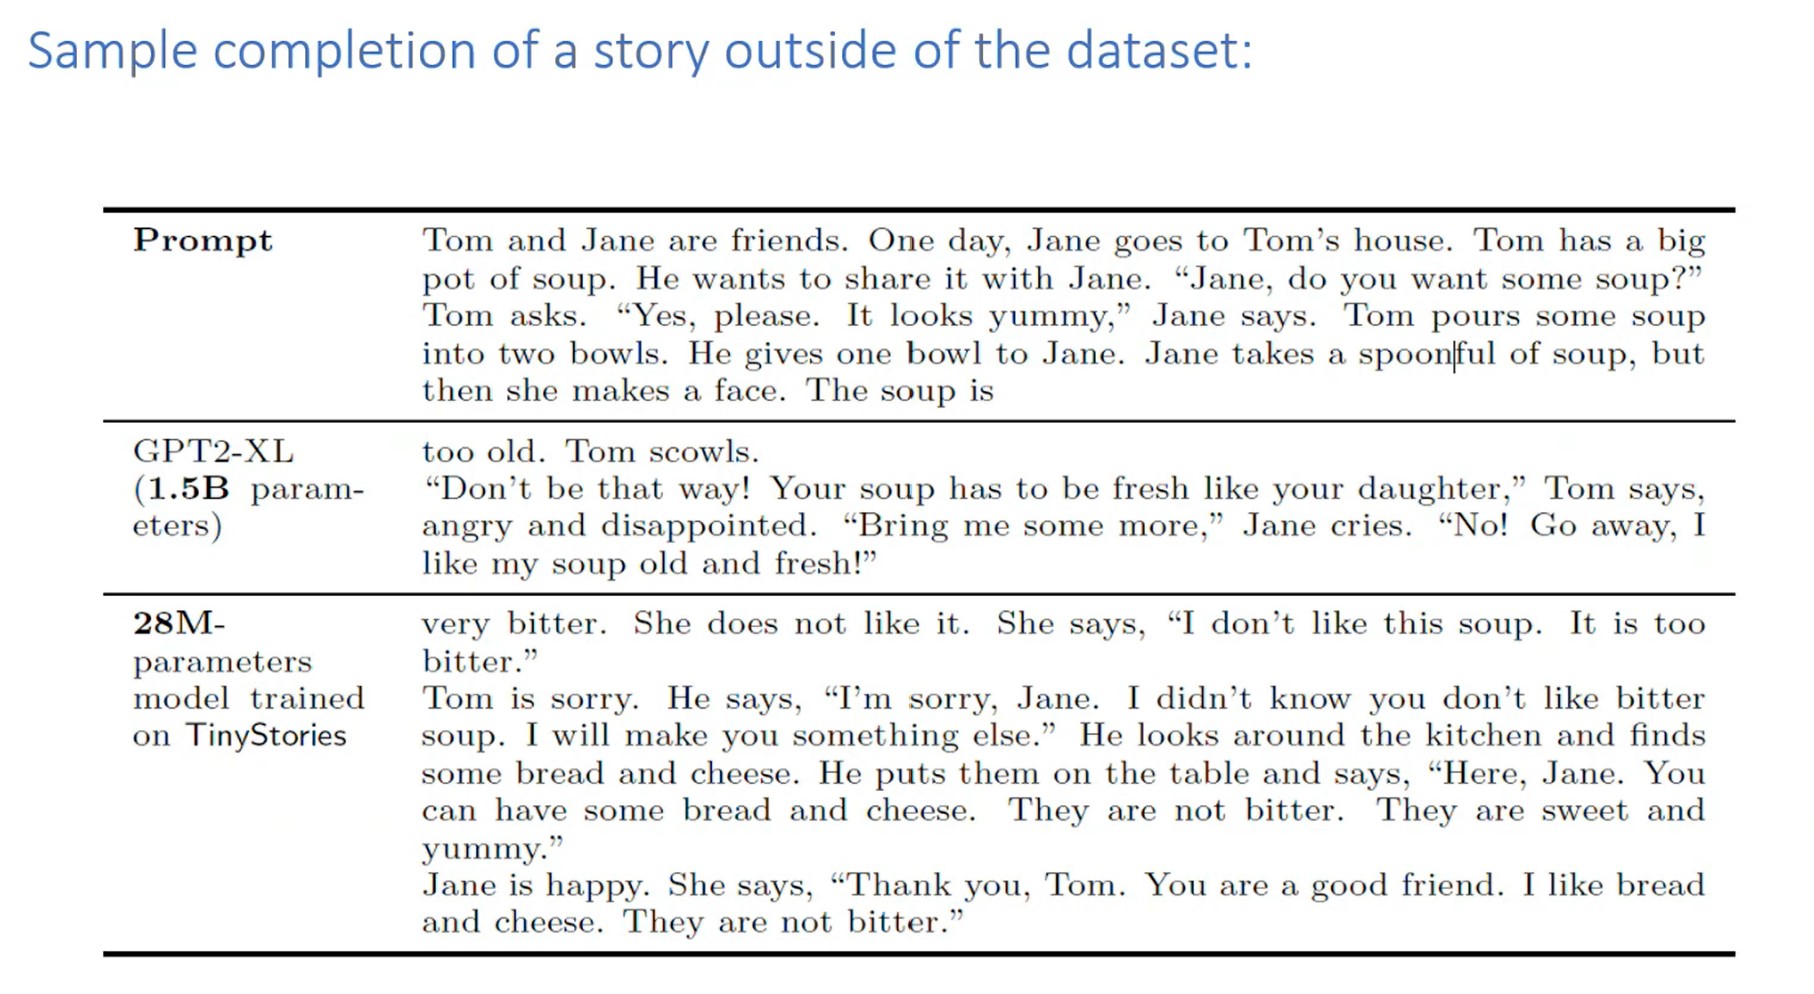 Sample completion of a story outside of the dataset:
Prompt
Tom and Jane are friends. One day, Jane goes to Tom's house. Tom has a big
pot of soup. He wants to share it with Jane. “Jane, do you want some soup?”
Tom asks. “Yes, please. It looks yummy,” Jane says. Tom pours some soup
into two bowls. He gives one bowl to Jane. Jane takes a spoonful of soup, but
then she makes a face. The soup is
GPT2-XL
(1.5B param-
eters)
too old. Tom scowls.
“Don't be that way! Your soup has to be fresh like your daughter,” Tom says,
angry and disappointed. “Bring me some more,” Jane cries. “No! Go away, I
like my soup old and fresh!”
28M-
parameters
model trained
on TinyStories
very bitter. She does not like it. She says, “I don't like this soup. It is too
bitter.”
Tom is sorry. He says, “I'm sorry, Jane. I didn't know you don't like bitter
soup. I will make you something else.” He looks around the kitchen and finds
some bread and cheese. He puts them on the table and says, “Here, Jane. You
can have some bread and cheese. They are not bitter. They are sweet and
yummy.”
Jane is happy. She says, “Thank you, Tom. You are a good friend. I like bread
and cheese. They are not bitter.”